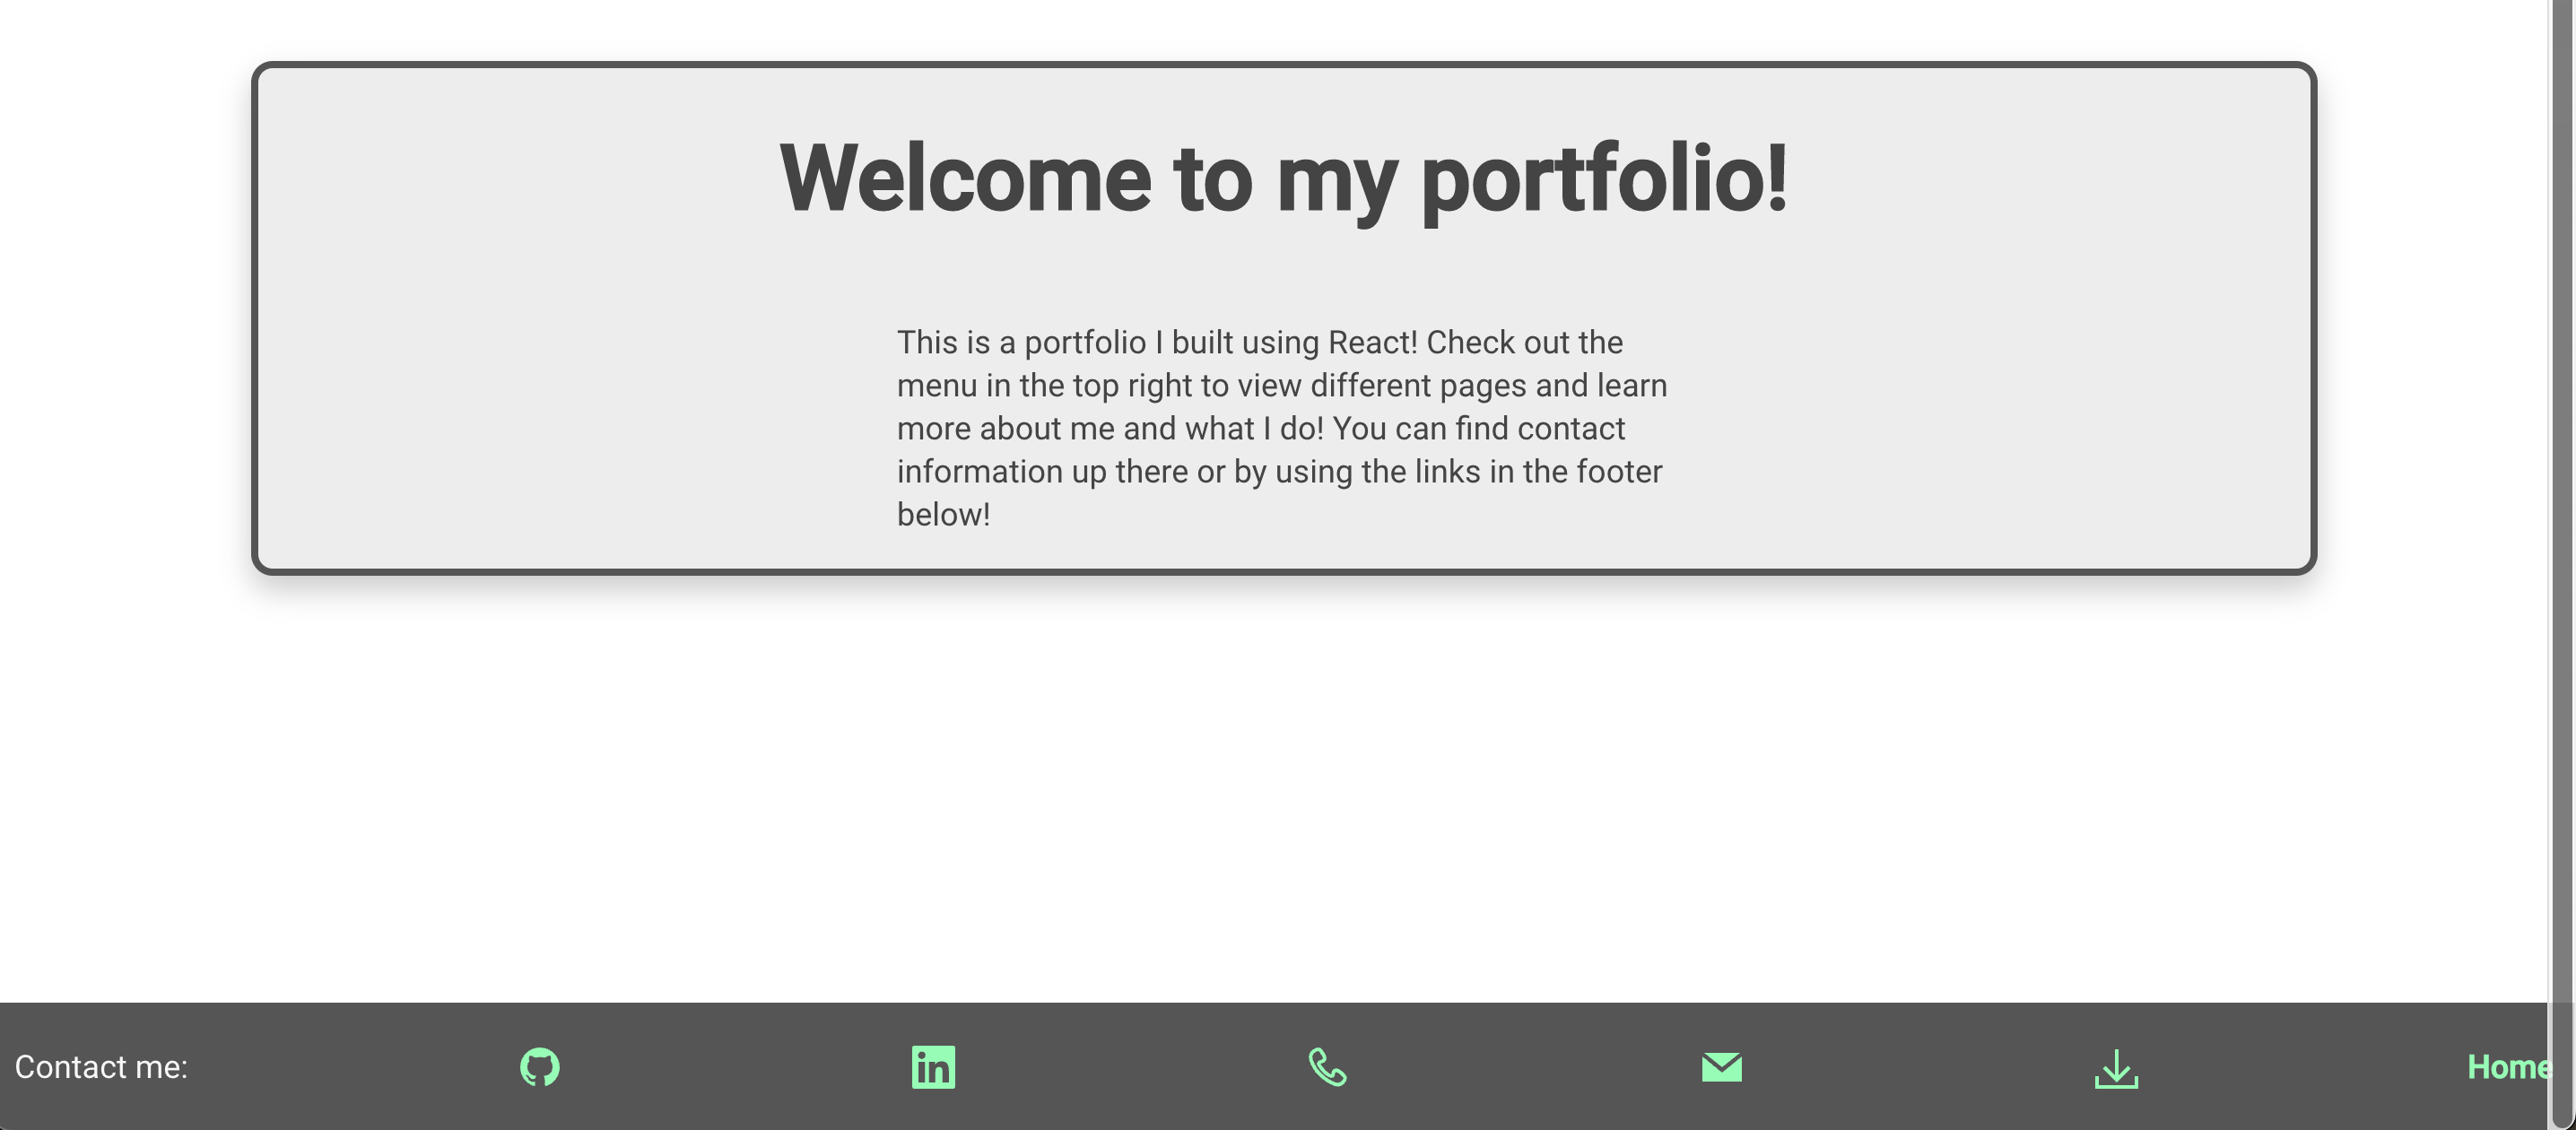 Welcome to my portfolio!
This is a portfolio I built using React! Check out the
menu in the top right to view different pages and learn
more about me and what I do! You can find contact
information up there or by using the links in the footer
below!
Contact me:
in
Home